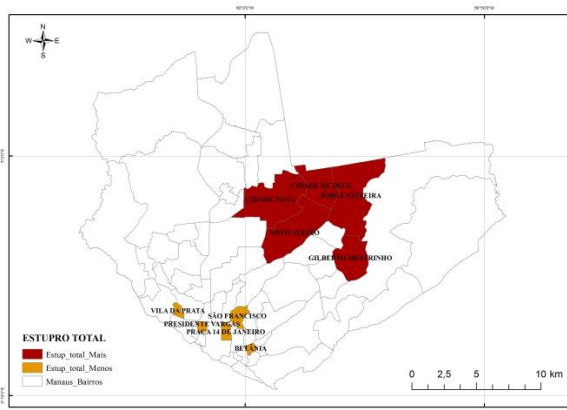 N
W E
S
CIDADE DE DEUS
CIDADE NOVA
JORGE TEIXEIRA
NOVO ALEIXO
GILBERTO MESTRINHO
VILA DA PRATA
SÃO FRANCISCO
PRESIDENTE VARGAS
PRAÇA 14 DE JANEIRO
BETÂNIA
ESTUPRO TOTAL
Estup_total_Mais
Estup_total_Menos
Manaus_Bairros
0 2,5 5 10 km